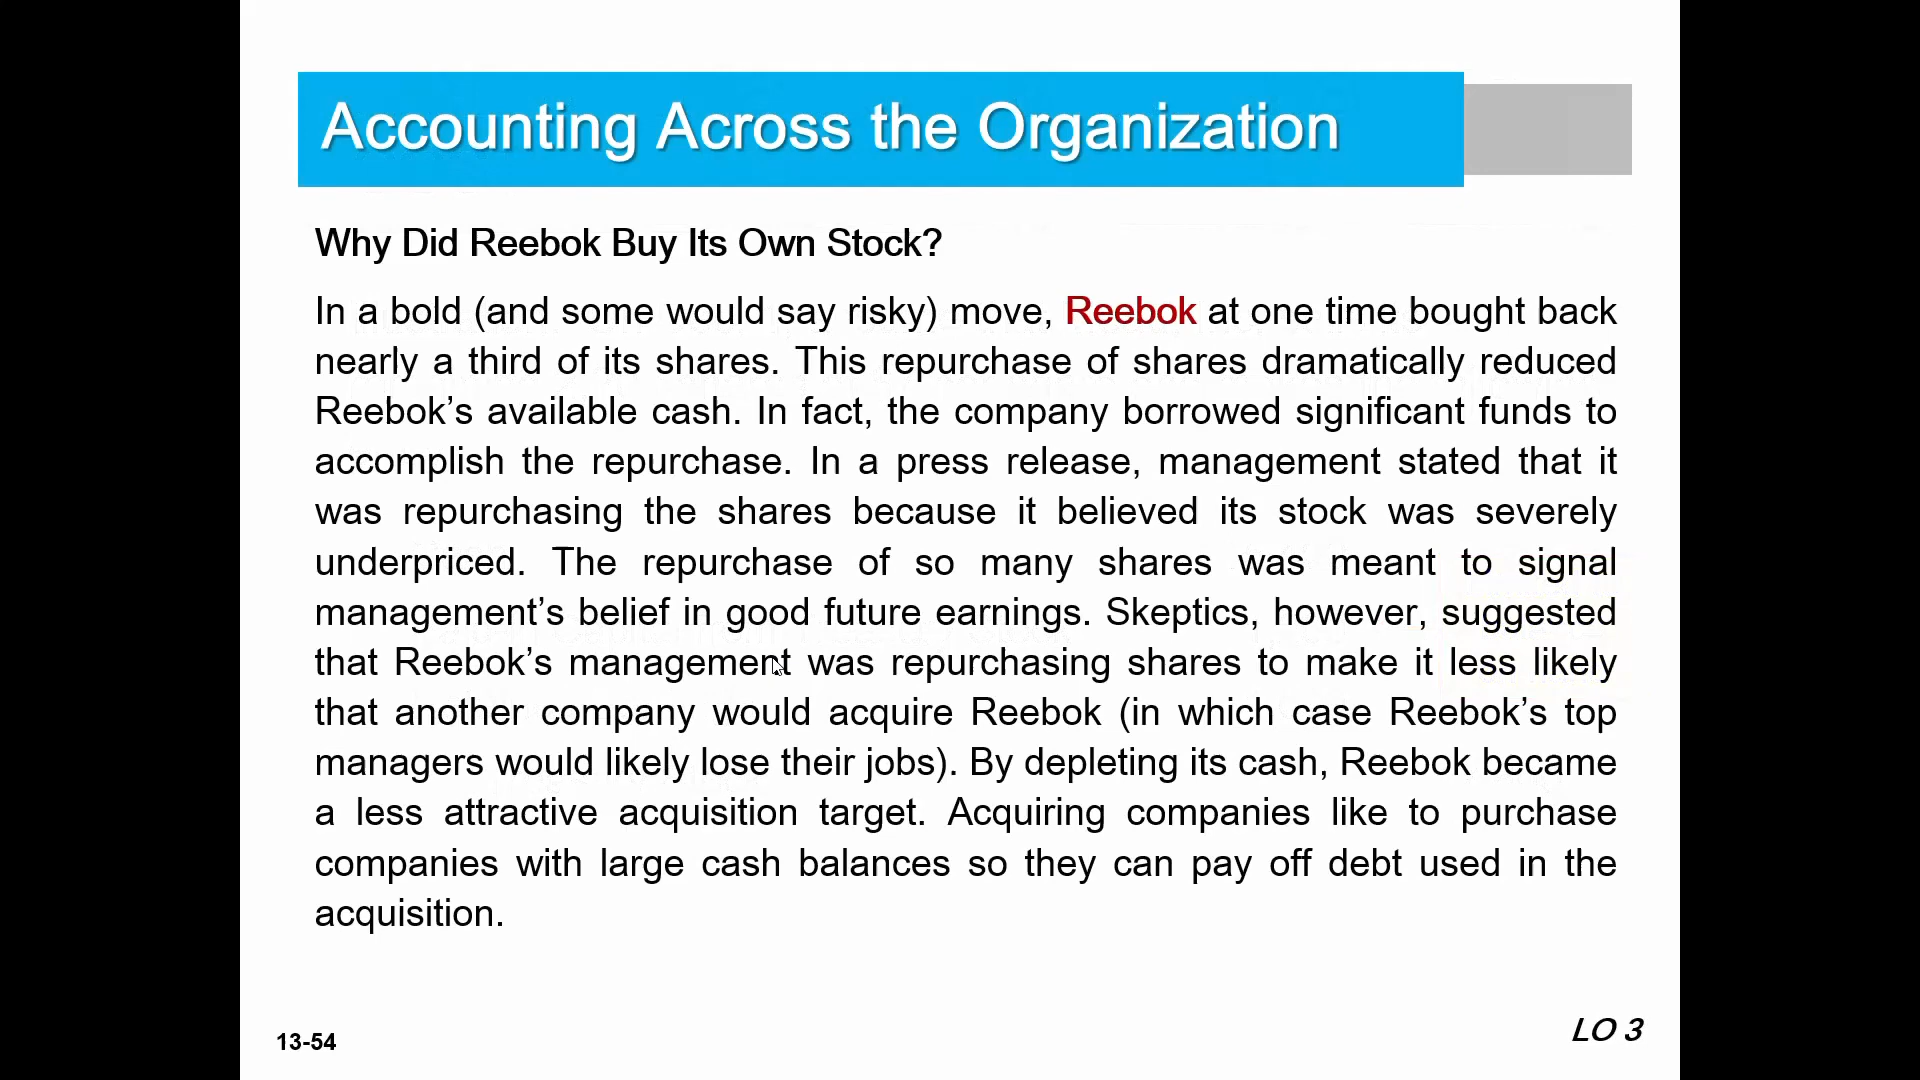 Accounting Across the Organization
Why Did Reebok Buy Its Own Stock?
In a bold (and some would say risky) move, Reebok at one time bought back
nearly a third of its shares. This repurchase of shares dramatically reduced
Reebok’s available cash. In fact, the company borrowed significant funds to
accomplish the repurchase. In a press release, management stated that it
was repurchasing the shares because it believed its stock was severely
underpriced. The repurchase of so many shares was meant to signal
management’s belief in good future earnings. Skeptics, however, suggested
that Reebok’s management was repurchasing shares to make it less likely
that another company would acquire Reebok (in which case Reebok’s top
managers would likely lose their jobs). By depleting its cash, Reebok became
a less attractive acquisition target. Acquiring companies like to purchase
companies with large cash balances so they can pay off debt used in the
acquisition.
13-54
LO 3